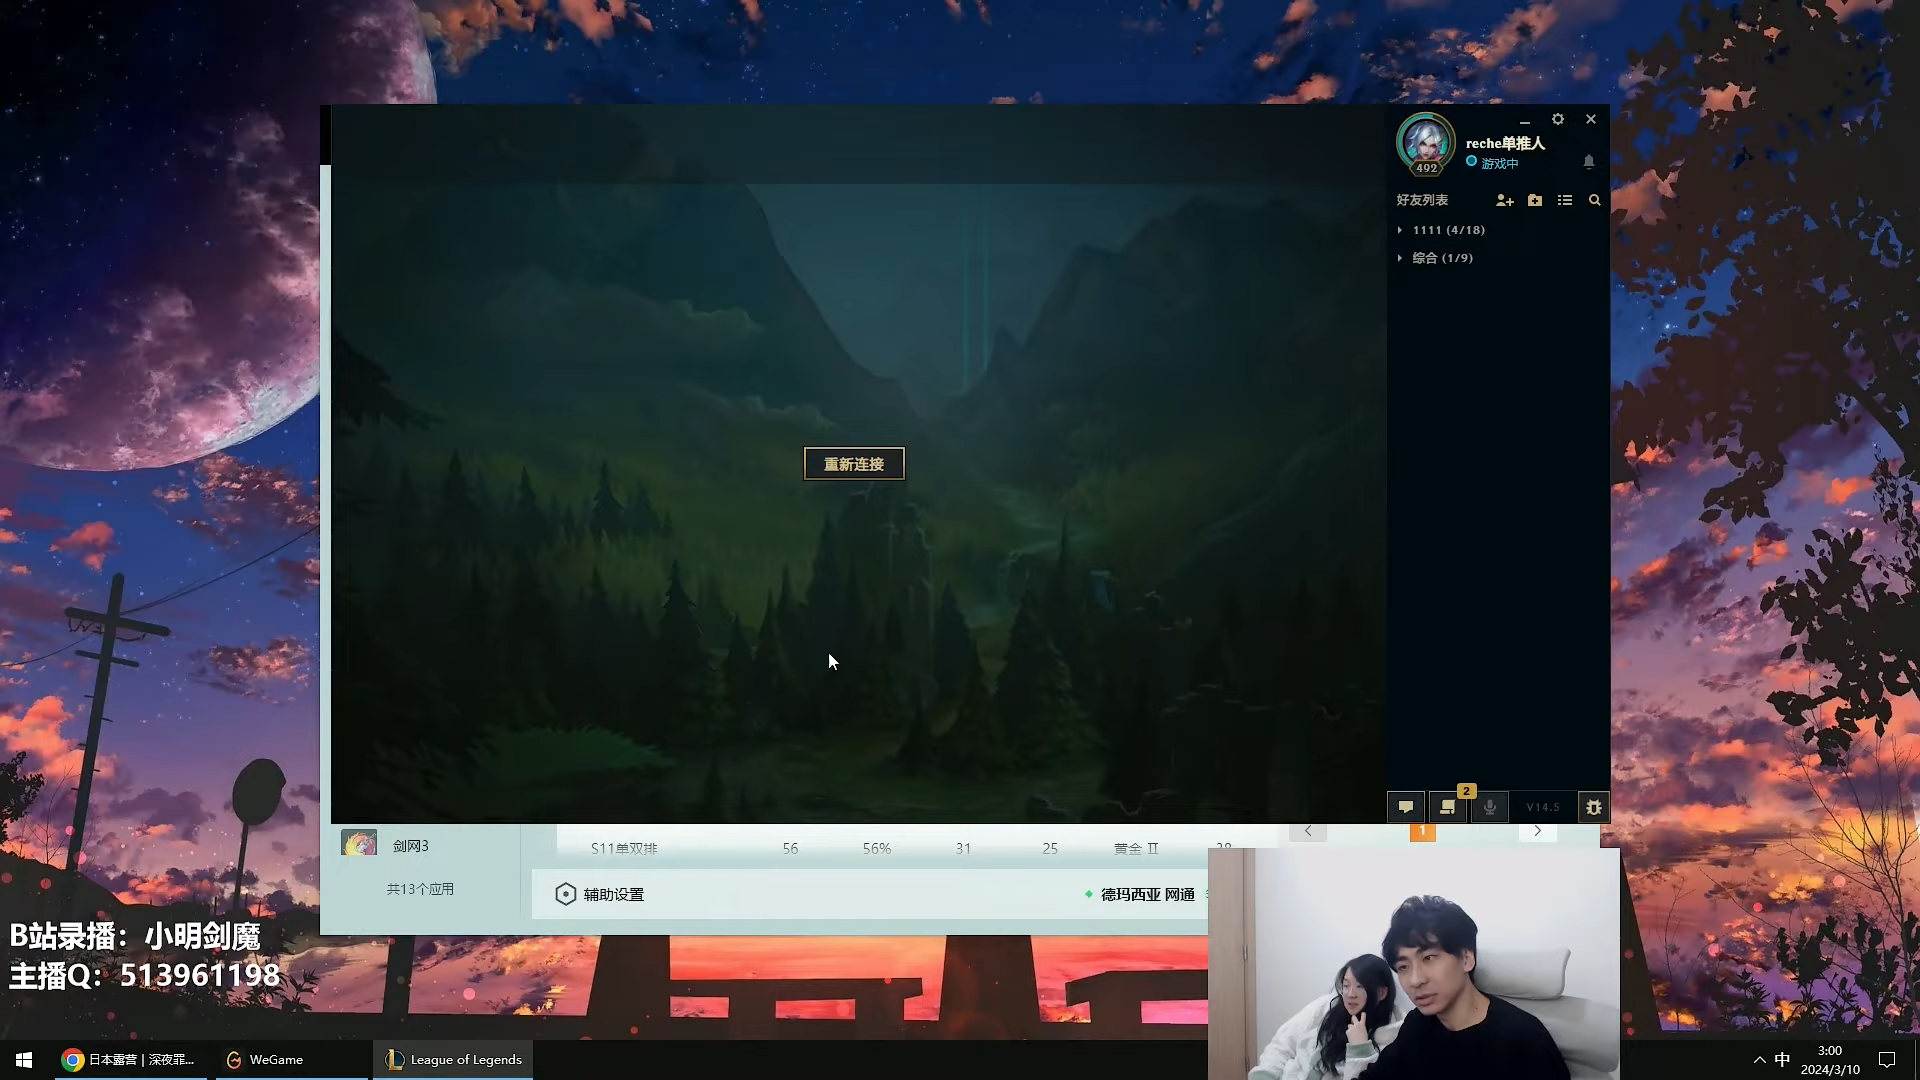 reche单推人
492
游戏中
好友列表
1111 (4/18)
综合 (1/9)
重新连接
2
V14.5
剑网3
共13个应用
S11单双排 56 56% 31 25 黄金 Ⅱ
1
辅助设置
德玛西亚 网通
B站录播：小明剑魔
主播Q：513961198
日本露营 | 深夜罪...
WeGame
League of Legends
中
3:00
2024/3/10